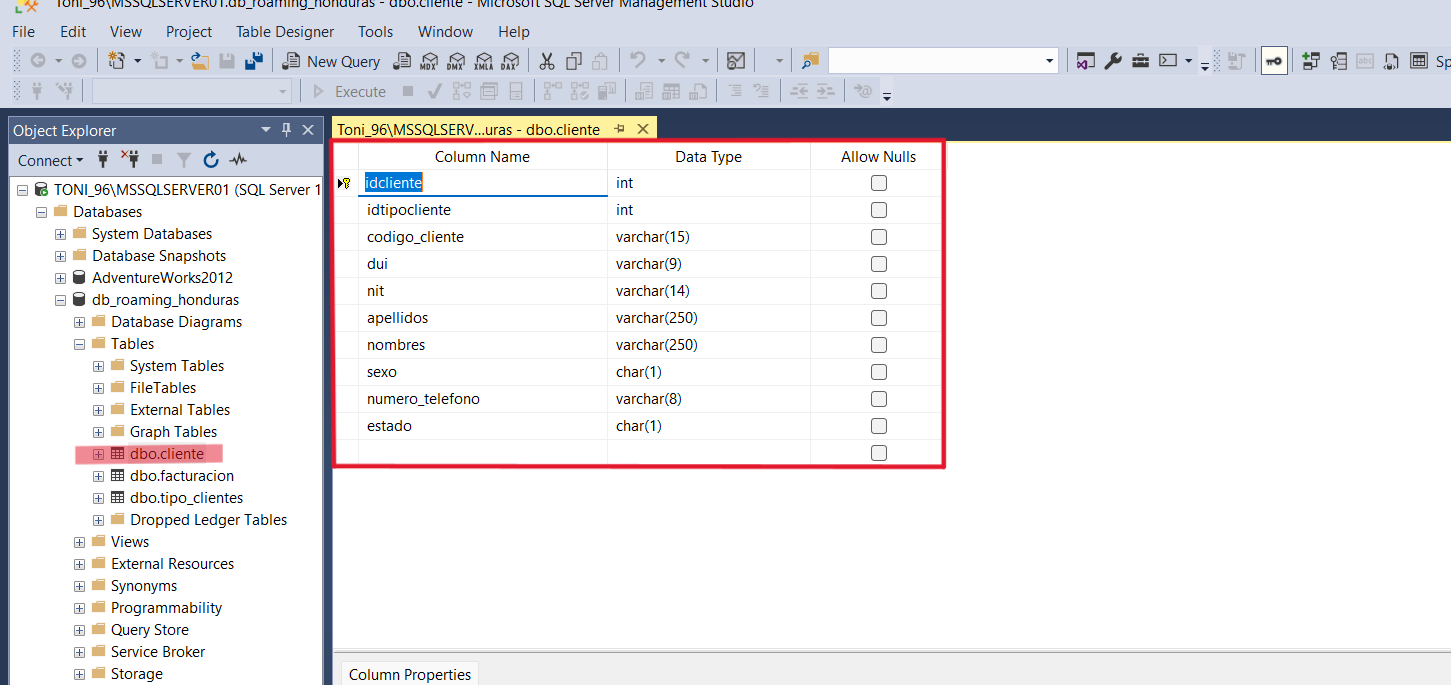 Toni_96\MSSQLSERVER01.db_roaming_honduras - dbo.cliente - Microsoft SQL Server Management Studio
File Edit View Project Table Designer Tools Window Help
New Query MDX DMX XMLA DAX
Execute
Object Explorer
Connect
TONI_96\MSSQLSERVER01 (SQL Server 1
Databases
System Databases
Database Snapshots
AdventureWorks2012
db_roaming_honduras
Database Diagrams
Tables
System Tables
FileTables
External Tables
Graph Tables
dbo.cliente
dbo.facturacion
dbo.tipo_clientes
Dropped Ledger Tables
Views
External Resources
Synonyms
Programmability
Query Store
Service Broker
Storage
Toni_96\MSSQLSERV...uras - dbo.cliente
Column Name Data Type Allow Nulls
idcliente int
idtipocliente int
codigo_cliente varchar(15)
dui varchar(9)
nit varchar(14)
apellidos varchar(250)
nombres varchar(250)
sexo char(1)
numero_telefono varchar(8)
estado char(1)
Column Properties